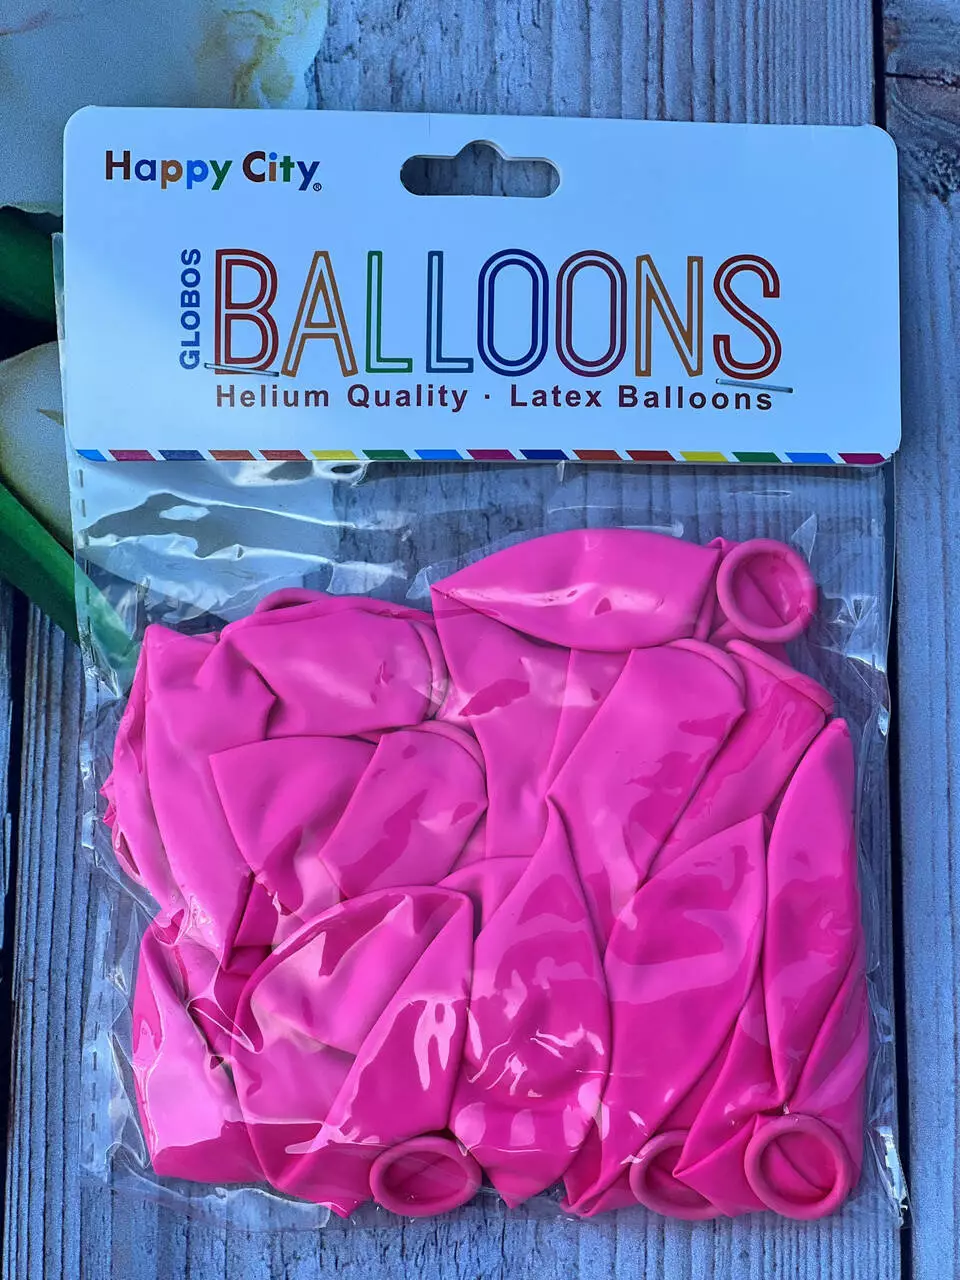 Happy City®
GLOBOS
BALLOONS
Helium Quality · Latex Balloons